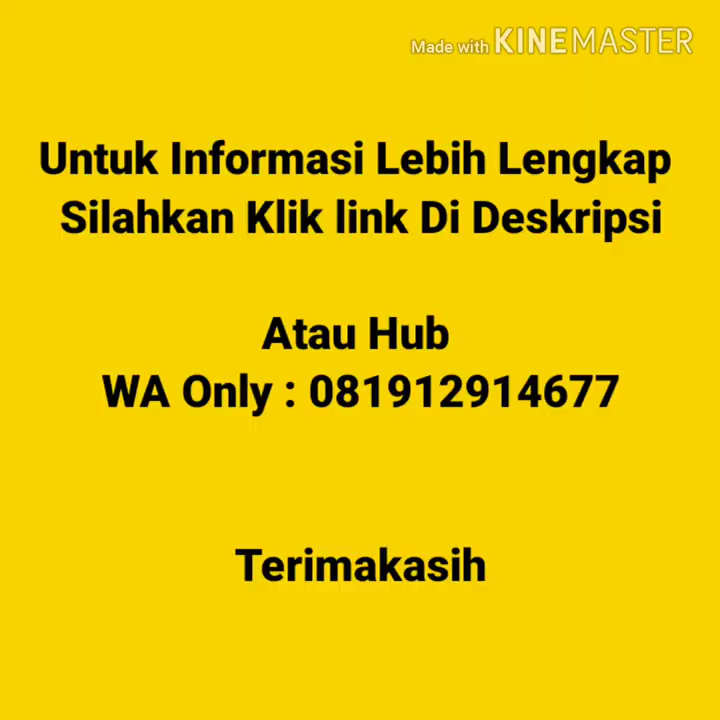 Made with KINEMASTER
Untuk Informasi Lebih Lengkap
Silahkan Klik link Di Deskripsi
Atau Hub
WA Only : 081912914677
Terimakasih